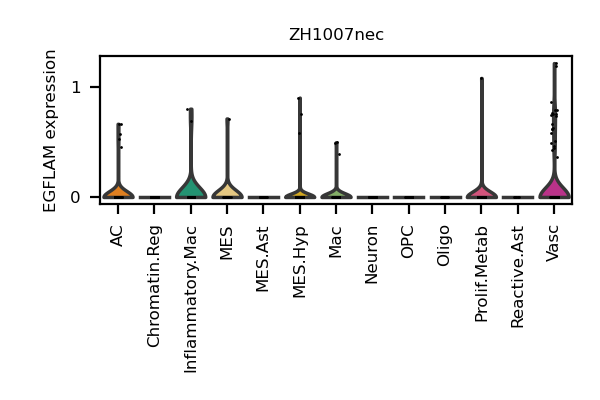 ZH1007nec
EGFLAM expression
1
0
AC
Chromatin.Reg
Inflammatory.Mac
MES
MES.Ast
MES.Hyp
Mac
Neuron
OPC
Oligo
Prolif.Metab
Reactive.Ast
Vasc